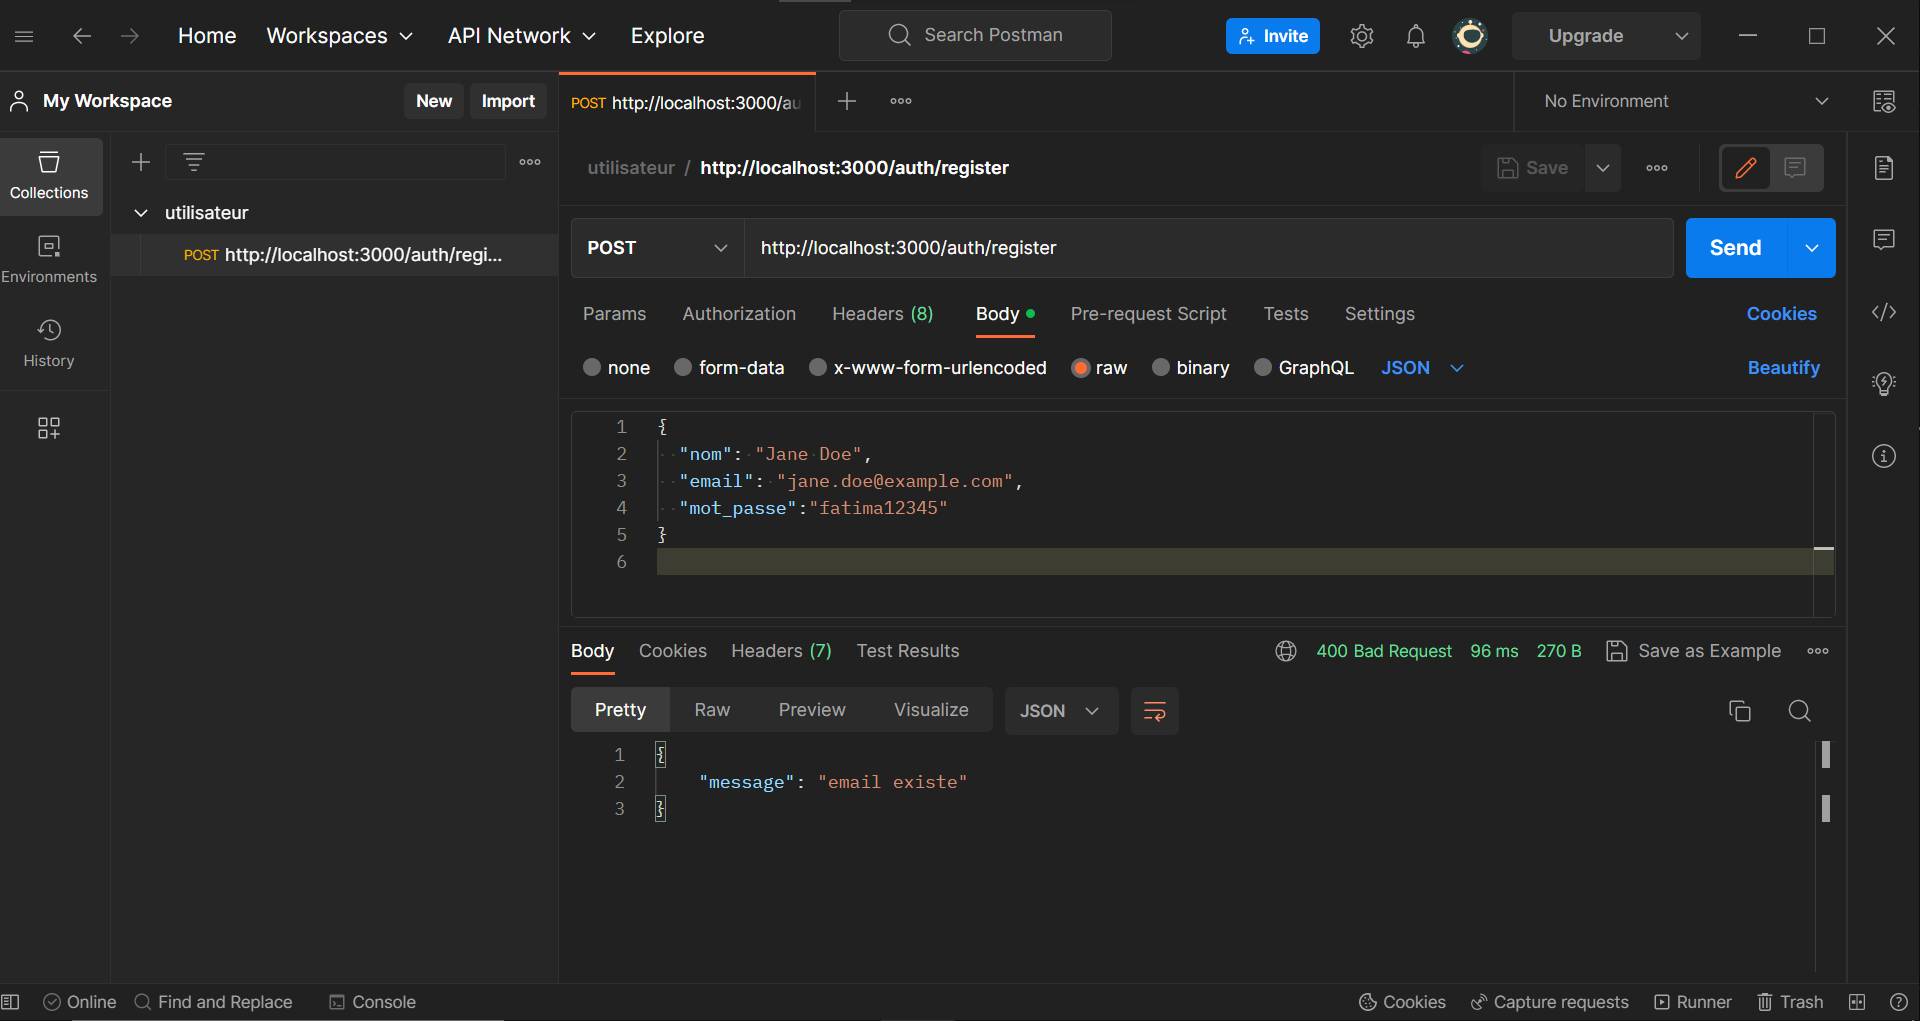 Home Workspaces API Network Explore Search Postman Invite Upgrade
My Workspace New Import POST http://localhost:3000/au No Environment
Collections
Environments
History
utilisateur
POST http://localhost:3000/auth/regi...
utilisateur / http://localhost:3000/auth/register Save
POST http://localhost:3000/auth/register Send
Params Authorization Headers (8) Body Pre-request Script Tests Settings Cookies
none form-data x-www-form-urlencoded raw binary GraphQL JSON Beautify
1 {
2 "nom": "Jane Doe",
3 "email": "jane.doe@example.com",
4 "mot_passe":"fatima12345"
5 }
6
Body Cookies Headers (7) Test Results 400 Bad Request 96 ms 270 B Save as Example
Pretty Raw Preview Visualize JSON
1 {
2 "message": "email existe"
3 }
Online Find and Replace Console Cookies Capture requests Runner Trash